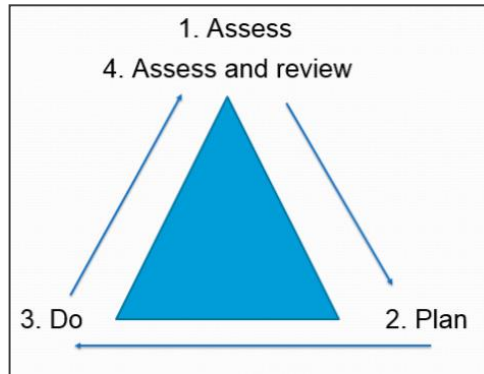 1. Assess
4. Assess and review
3. Do
2. Plan